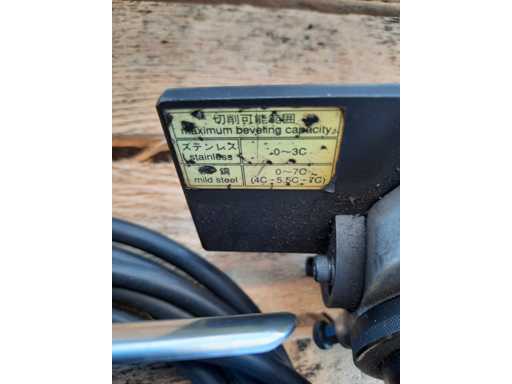 切削可能範囲
maximum beveling capacity
ステンレス 0～3C
stainless
鋼 0～7C
mild steel (4C→5.5C→7C)